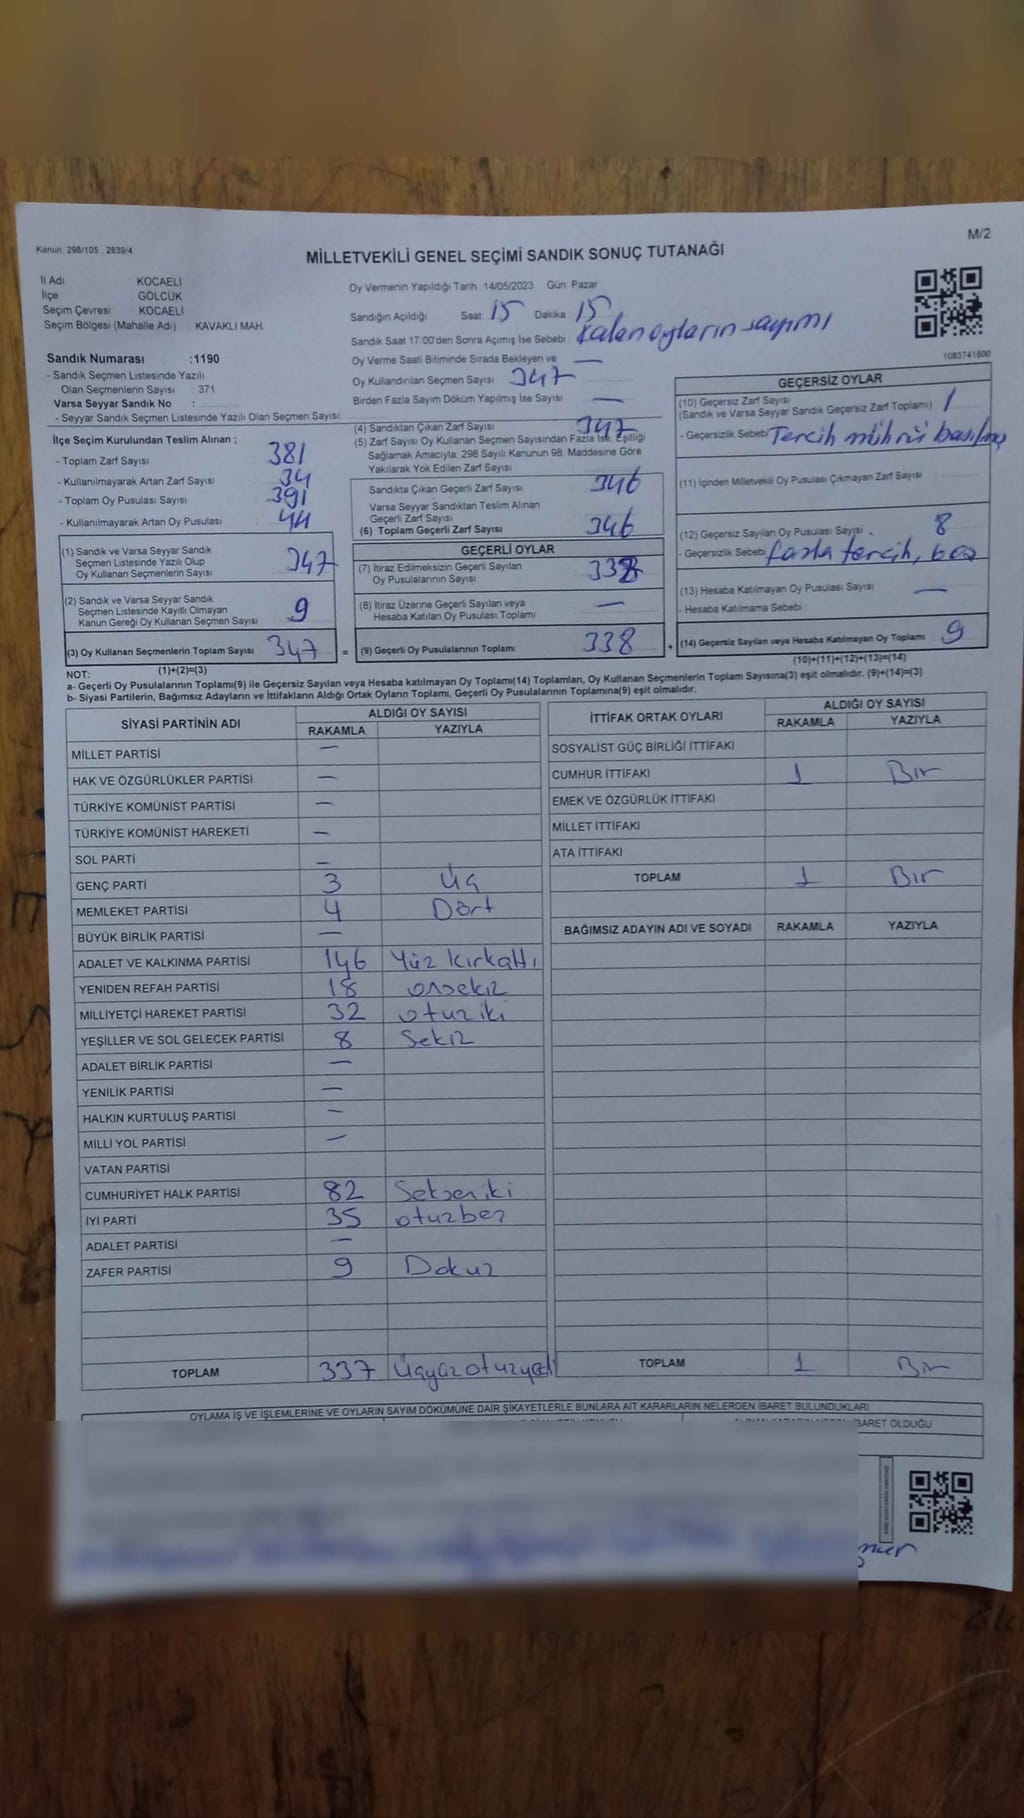 M/2
Kanun: 298/105 , 2839/4
MİLLETVEKİLİ GENEL SEÇİMİ SANDIK SONUÇ TUTANAĞI
İl Adı KOCAELİ
İlçe GÖLCÜK
Seçim Çevresi KOCAELİ
Seçim Bölgesi (Mahalle Adı) : KAVAKLI MAH.
Sandık Numarası :1190
- Sandık Seçmen Listesinde Yazılı
Olan Seçmenlerin Sayısı : 371
Varsa Seyyar Sandık No :
- Seyyar Sandık Seçmen Listesinde Yazılı Olan Seçmen Sayısı:
Oy Vermenin Yapıldığı Tarih 14/05/2023 Gün: Pazar
Sandığın Açıldığı Saat: 15 Dakika 15
Sandık Saat 17:00'den Sonra Açımış İse Sebebi: Kalan oyların sayımı
Oy Verme Saati Bitiminde Sırada Bekleyen ve —
Oy Kullandırılan Seçmen Sayısı 347
Birden Fazla Sayım Döküm Yapılmış İse Sayısı —
1083741800
İlçe Seçim Kurulundan Teslim Alınan ;
- Toplam Zarf Sayısı 381
- Kullanılmayarak Artan Zarf Sayısı 34
- Toplam Oy Pusulası Sayısı 391
- Kullanılmayarak Artan Oy Pusulası 44
(1) Sandık ve Varsa Seyyar Sandık
Seçmen Listesinde Yazılı Olup
Oy Kullanan Seçmenlerin Sayısı 347
(2) Sandık ve Varsa Seyyar Sandık
Seçmen Listesinde Kayıtlı Olmayan
Kanun Gereği Oy Kullanan Seçmen Sayısı 9
(3) Oy Kullanan Seçmenlerin Toplam Sayısı 347 =
(1)+(2)=(3)
(4) Sandıktan Çıkan Zarf Sayısı 347
(5) Zarf Sayısı Oy Kullanan Seçmen Sayısından Fazla İse, Eşitliği
Sağlamak Amacıyla; 298 Sayılı Kanunun 98. Maddesine Göre
Yakılarak Yok Edilen Zarf Sayısı
Sandıkta Çıkan Geçerli Zarf Sayısı 346
Varsa Seyyar Sandıktan Teslim Alınan
Geçerli Zarf Sayısı
(6) Toplam Geçerli Zarf Sayısı 346
GEÇERLİ OYLAR
(7) İtiraz Edilmeksizin Geçerli Sayılan
Oy Pusulalarının Sayısı 338
(8) İtiraz Üzerine Geçerli Sayılan veya
Hesaba Katılan Oy Pusulası Toplamı —
(9) Geçerli Oy Pusulalarının Toplamı 338 +
GEÇERSİZ OYLAR
(10) Geçersiz Zarf Sayısı
(Sandık ve Varsa Seyyar Sandık Geçersiz Zarf Toplamı) 1
- Geçersizlik Sebebi: Tercih mührü basılmış
(11) İçinden Milletvekili Oy Pusulası Çıkmayan Zarf Sayısı
(12) Geçersiz Sayılan Oy Pusulası Sayısı 8
- Geçersizlik Sebebi: fazla tercih, boş
(13) Hesaba Katılmayan Oy Pusulası Sayısı —
- Hesaba Katılmama Sebebi :
(14) Geçersiz Sayılan veya Hesaba Katılmayan Oy Toplamı 9
(10)+(11)+(12)+(13)=(14)
NOT:
a- Geçerli Oy Pusulalarının Toplamı(9) ile Geçersiz Sayılan veya Hesaba katılmayan Oy Toplamı(14) Toplamları, Oy Kullanan Seçmenlerin Toplam Sayısına(3) eşit olmalıdır. (9)+(14)=(3)
b- Siyasi Partilerin, Bağımsız Adayların ve İttifakların Aldığı Ortak Oyların Toplamı, Geçerli Oy Pusulalarının Toplamına(9) eşit olmalıdır.
SİYASİ PARTİNİN ADI ALDIĞI OY SAYISI
RAKAMLA YAZIYLA
MİLLET PARTİSİ —
HAK VE ÖZGÜRLÜKLER PARTİSİ —
TÜRKİYE KOMÜNİST PARTİSİ —
TÜRKİYE KOMÜNİST HAREKETİ —
SOL PARTİ —
GENÇ PARTİ 3 Üç
MEMLEKET PARTİSİ 4 Dört
BÜYÜK BİRLİK PARTİSİ —
ADALET VE KALKINMA PARTİSİ 146 Yüz kırkaltı
YENİDEN REFAH PARTİSİ 18 onsekiz
MİLLİYETÇİ HAREKET PARTİSİ 32 otuziki
YEŞİLLER VE SOL GELECEK PARTİSİ 8 Sekiz
ADALET BİRLİK PARTİSİ —
YENİLİK PARTİSİ —
HALKIN KURTULUŞ PARTİSİ —
MİLLİ YOL PARTİSİ —
VATAN PARTİSİ
CUMHURİYET HALK PARTİSİ 82 Seksen iki
İYİ PARTİ 35 otuzbeş
ADALET PARTİSİ —
ZAFER PARTİSİ 9 Dokuz
TOPLAM 337 Üçyüzotuzyedi
İTTİFAK ORTAK OYLARI ALDIĞI OY SAYISI
RAKAMLA YAZIYLA
SOSYALİST GÜÇ BİRLİĞİ İTTİFAKI
CUMHUR İTTİFAKI 1 Bir
EMEK VE ÖZGÜRLÜK İTTİFAKI
MİLLET İTTİFAKI
ATA İTTİFAKI
TOPLAM 1 Bir
BAĞIMSIZ ADAYIN ADI VE SOYADI RAKAMLA YAZIYLA
TOPLAM 1 Bir
OYLAMA İŞ VE İŞLEMLERİNE VE OYLARIN SAYIM DÖKÜMÜNE DAİR ŞİKAYETLERLE BUNLARA AİT KARARLARIN NELERDEN İBARET BULUNDUKLARI
İBARET OLDUĞU